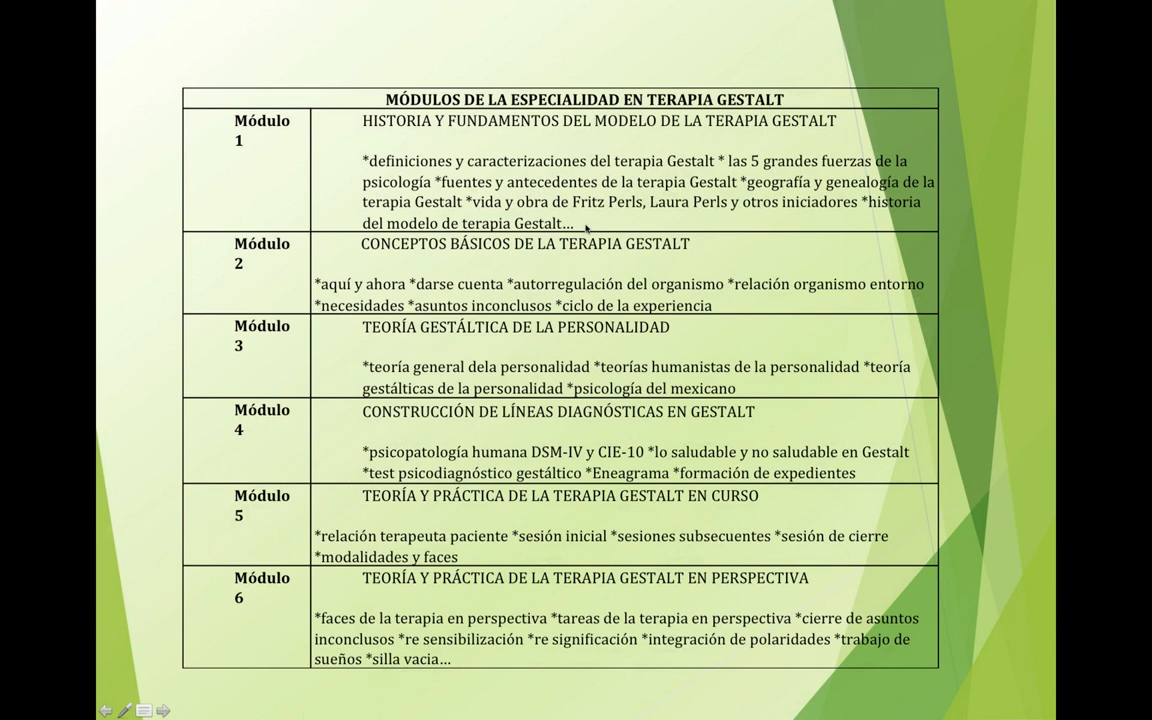 MÓDULOS DE LA ESPECIALIDAD EN TERAPIA GESTALT
Módulo
1
HISTORIA Y FUNDAMENTOS DEL MODELO DE LA TERAPIA GESTALT
*definiciones y caracterizaciones del terapia Gestalt * las 5 grandes fuerzas de la
psicología *fuentes y antecedentes de la terapia Gestalt *geografía y genealogía de la
terapia Gestalt *vida y obra de Fritz Perls, Laura Perls y otros iniciadores *historia
del modelo de terapia Gestalt…
Módulo
2
CONCEPTOS BÁSICOS DE LA TERAPIA GESTALT
*aquí y ahora *darse cuenta *autorregulación del organismo *relación organismo entorno
*necesidades *asuntos inconclusos *ciclo de la experiencia
Módulo
3
TEORÍA GESTÁLTICA DE LA PERSONALIDAD
*teoría general dela personalidad *teorías humanistas de la personalidad *teoría
gestálticas de la personalidad *psicología del mexicano
Módulo
4
CONSTRUCCIÓN DE LÍNEAS DIAGNÓSTICAS EN GESTALT
*psicopatología humana DSM-IV y CIE-10 *lo saludable y no saludable en Gestalt
*test psicodiagnóstico gestáltico *Eneagrama *formación de expedientes
Módulo
5
TEORÍA Y PRÁCTICA DE LA TERAPIA GESTALT EN CURSO
*relación terapeuta paciente *sesión inicial *sesiones subsecuentes *sesión de cierre
*modalidades y faces
Módulo
6
TEORÍA Y PRÁCTICA DE LA TERAPIA GESTALT EN PERSPECTIVA
*faces de la terapia en perspectiva *tareas de la terapia en perspectiva *cierre de asuntos
inconclusos *re sensibilización *re significación *integración de polaridades *trabajo de
sueños *silla vacia…